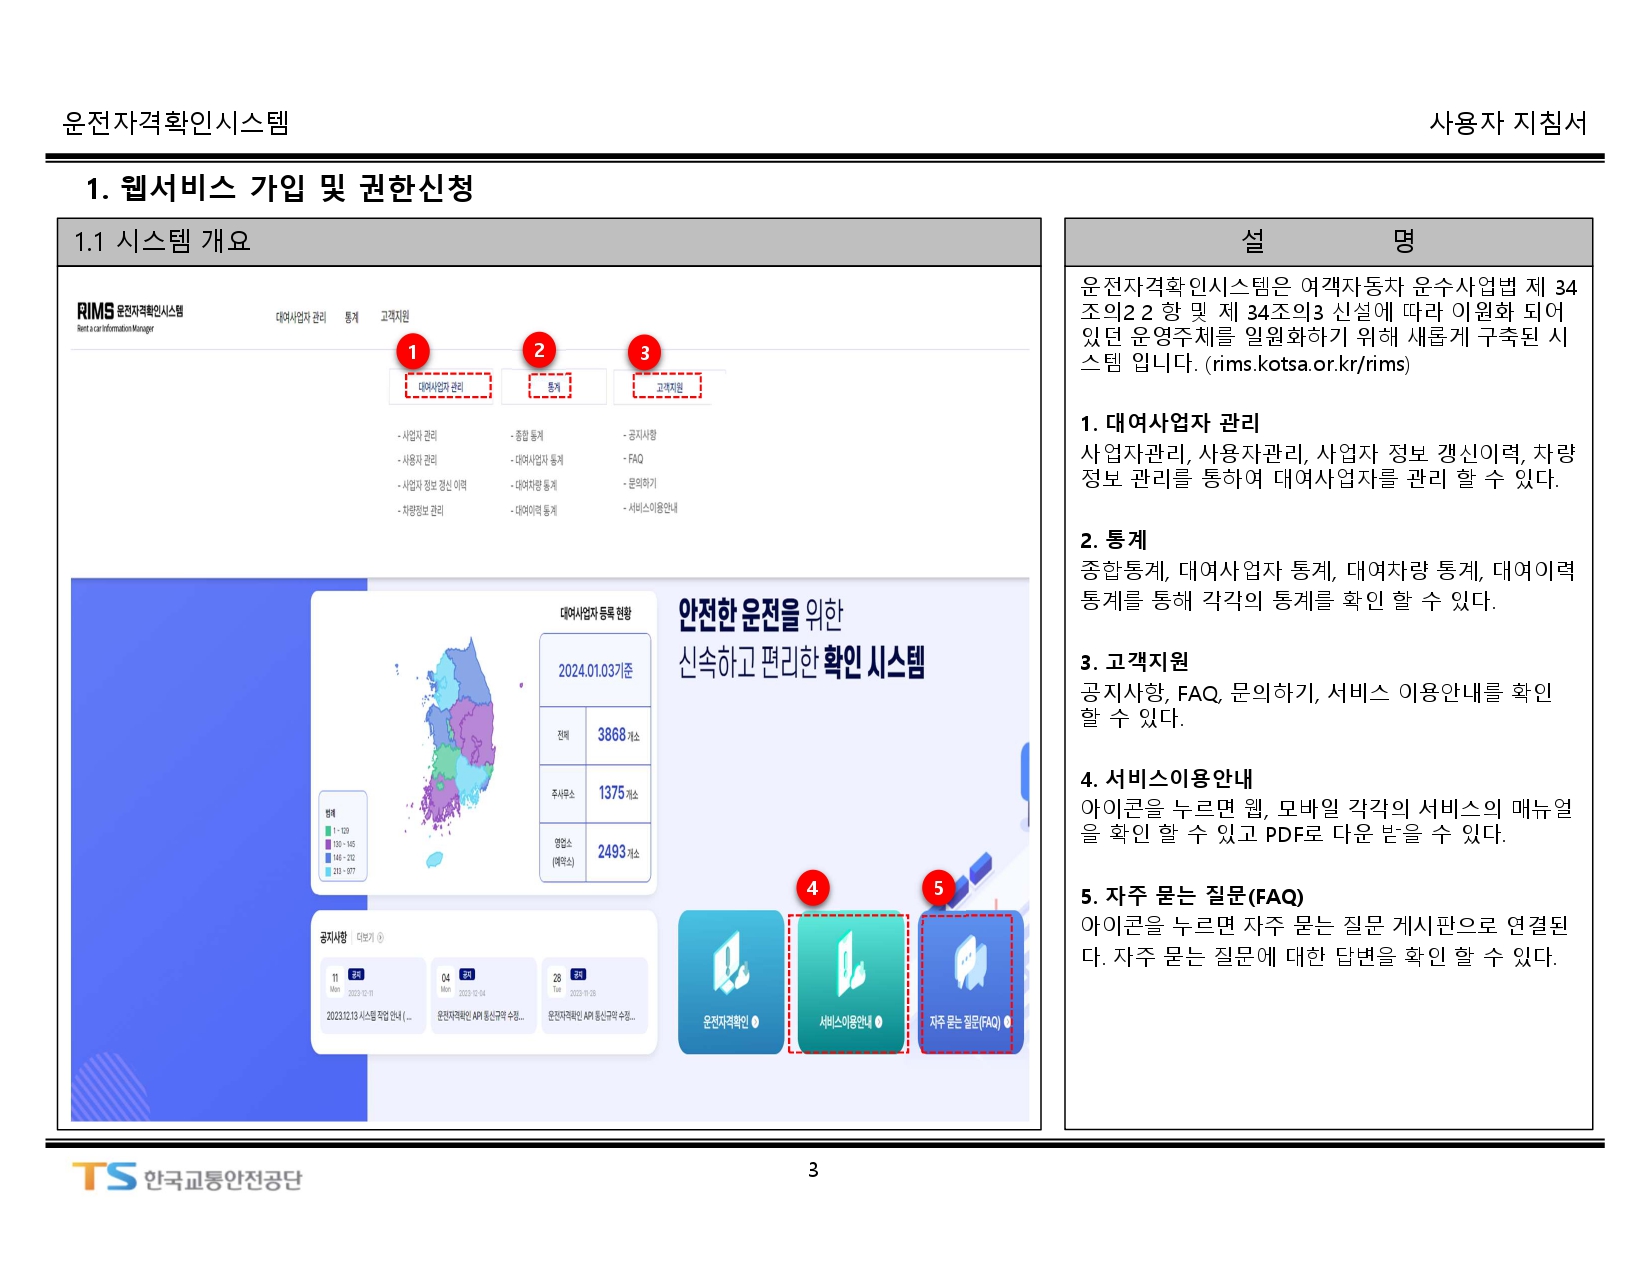 운전자격확인시스템
사용자 지침서
1. 웹서비스 가입 및 권한신청
1.1 시스템 개요
RIMS 운전자격확인시스템
Rent a car Information Manager
대여사업자 관리 통계 고객지원
1 2 3
대여사업자 관리 통계 고객지원
- 사업자 관리
- 사용자 관리
- 사업자 정보 갱신 이력
- 차량정보 관리
- 종합 통계
- 대여사업자 통계
- 대여차량 통계
- 대여이력 통계
- 공지사항
- FAQ
- 문의하기
- 서비스이용안내
대여사업자 등록 현황
2024.01.03기준
전체 3868 개소
주사무소 1375 개소
영업소
(예약소)
2493 개소
범례
1 ~ 129
130 ~ 145
146 ~ 212
213 ~ 977
안전한 운전을 위한
신속하고 편리한 확인 시스템
공지사항 더보기
11 공지
Mon 2023-12-11
2023.12.13 시스템 작업 안내 ( ...
04 공지
Mon 2023-12-04
운전자격확인 API 통신규약 수정...
28 공지
Tue 2023-11-28
운전자격확인 API 통신규약 수정...
4 5
운전자격확인
서비스이용안내
자주 묻는 질문(FAQ)
설 명
운전자격확인시스템은 여객자동차 운수사업법 제 34
조의2 2 항 및 제 34조의3 신설에 따라 이원화 되어
있던 운영주체를 일원화하기 위해 새롭게 구축된 시
스템 입니다. (rims.kotsa.or.kr/rims)
1. 대여사업자 관리
사업자관리, 사용자관리, 사업자 정보 갱신이력, 차량
정보 관리를 통하여 대여사업자를 관리 할 수 있다.
2. 통계
종합통계, 대여사업자 통계, 대여차량 통계, 대여이력
통계를 통해 각각의 통계를 확인 할 수 있다.
3. 고객지원
공지사항, FAQ, 문의하기, 서비스 이용안내를 확인
할 수 있다.
4. 서비스이용안내
아이콘을 누르면 웹, 모바일 각각의 서비스의 매뉴얼
을 확인 할 수 있고 PDF로 다운 받을 수 있다.
5. 자주 묻는 질문(FAQ)
아이콘을 누르면 자주 묻는 질문 게시판으로 연결된
다. 자주 묻는 질문에 대한 답변을 확인 할 수 있다.
TS 한국교통안전공단
3